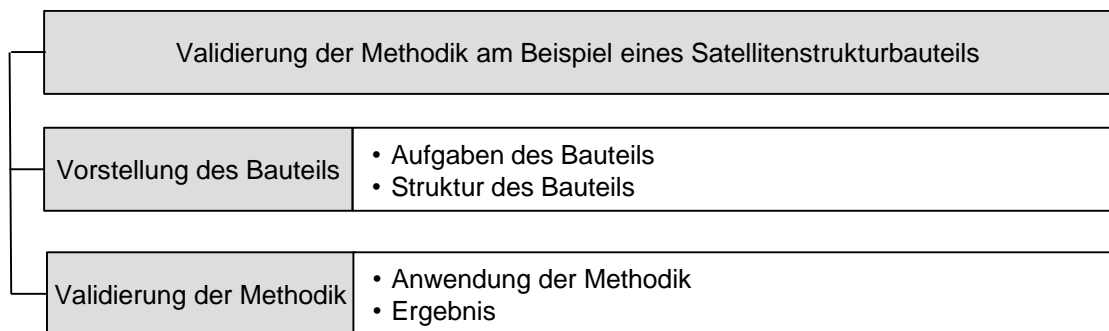 Validierung der Methodik am Beispiel eines Satellitenstrukturbauteils
Vorstellung des Bauteils
• Aufgaben des Bauteils
• Struktur des Bauteils
Validierung der Methodik
• Anwendung der Methodik
• Ergebnis